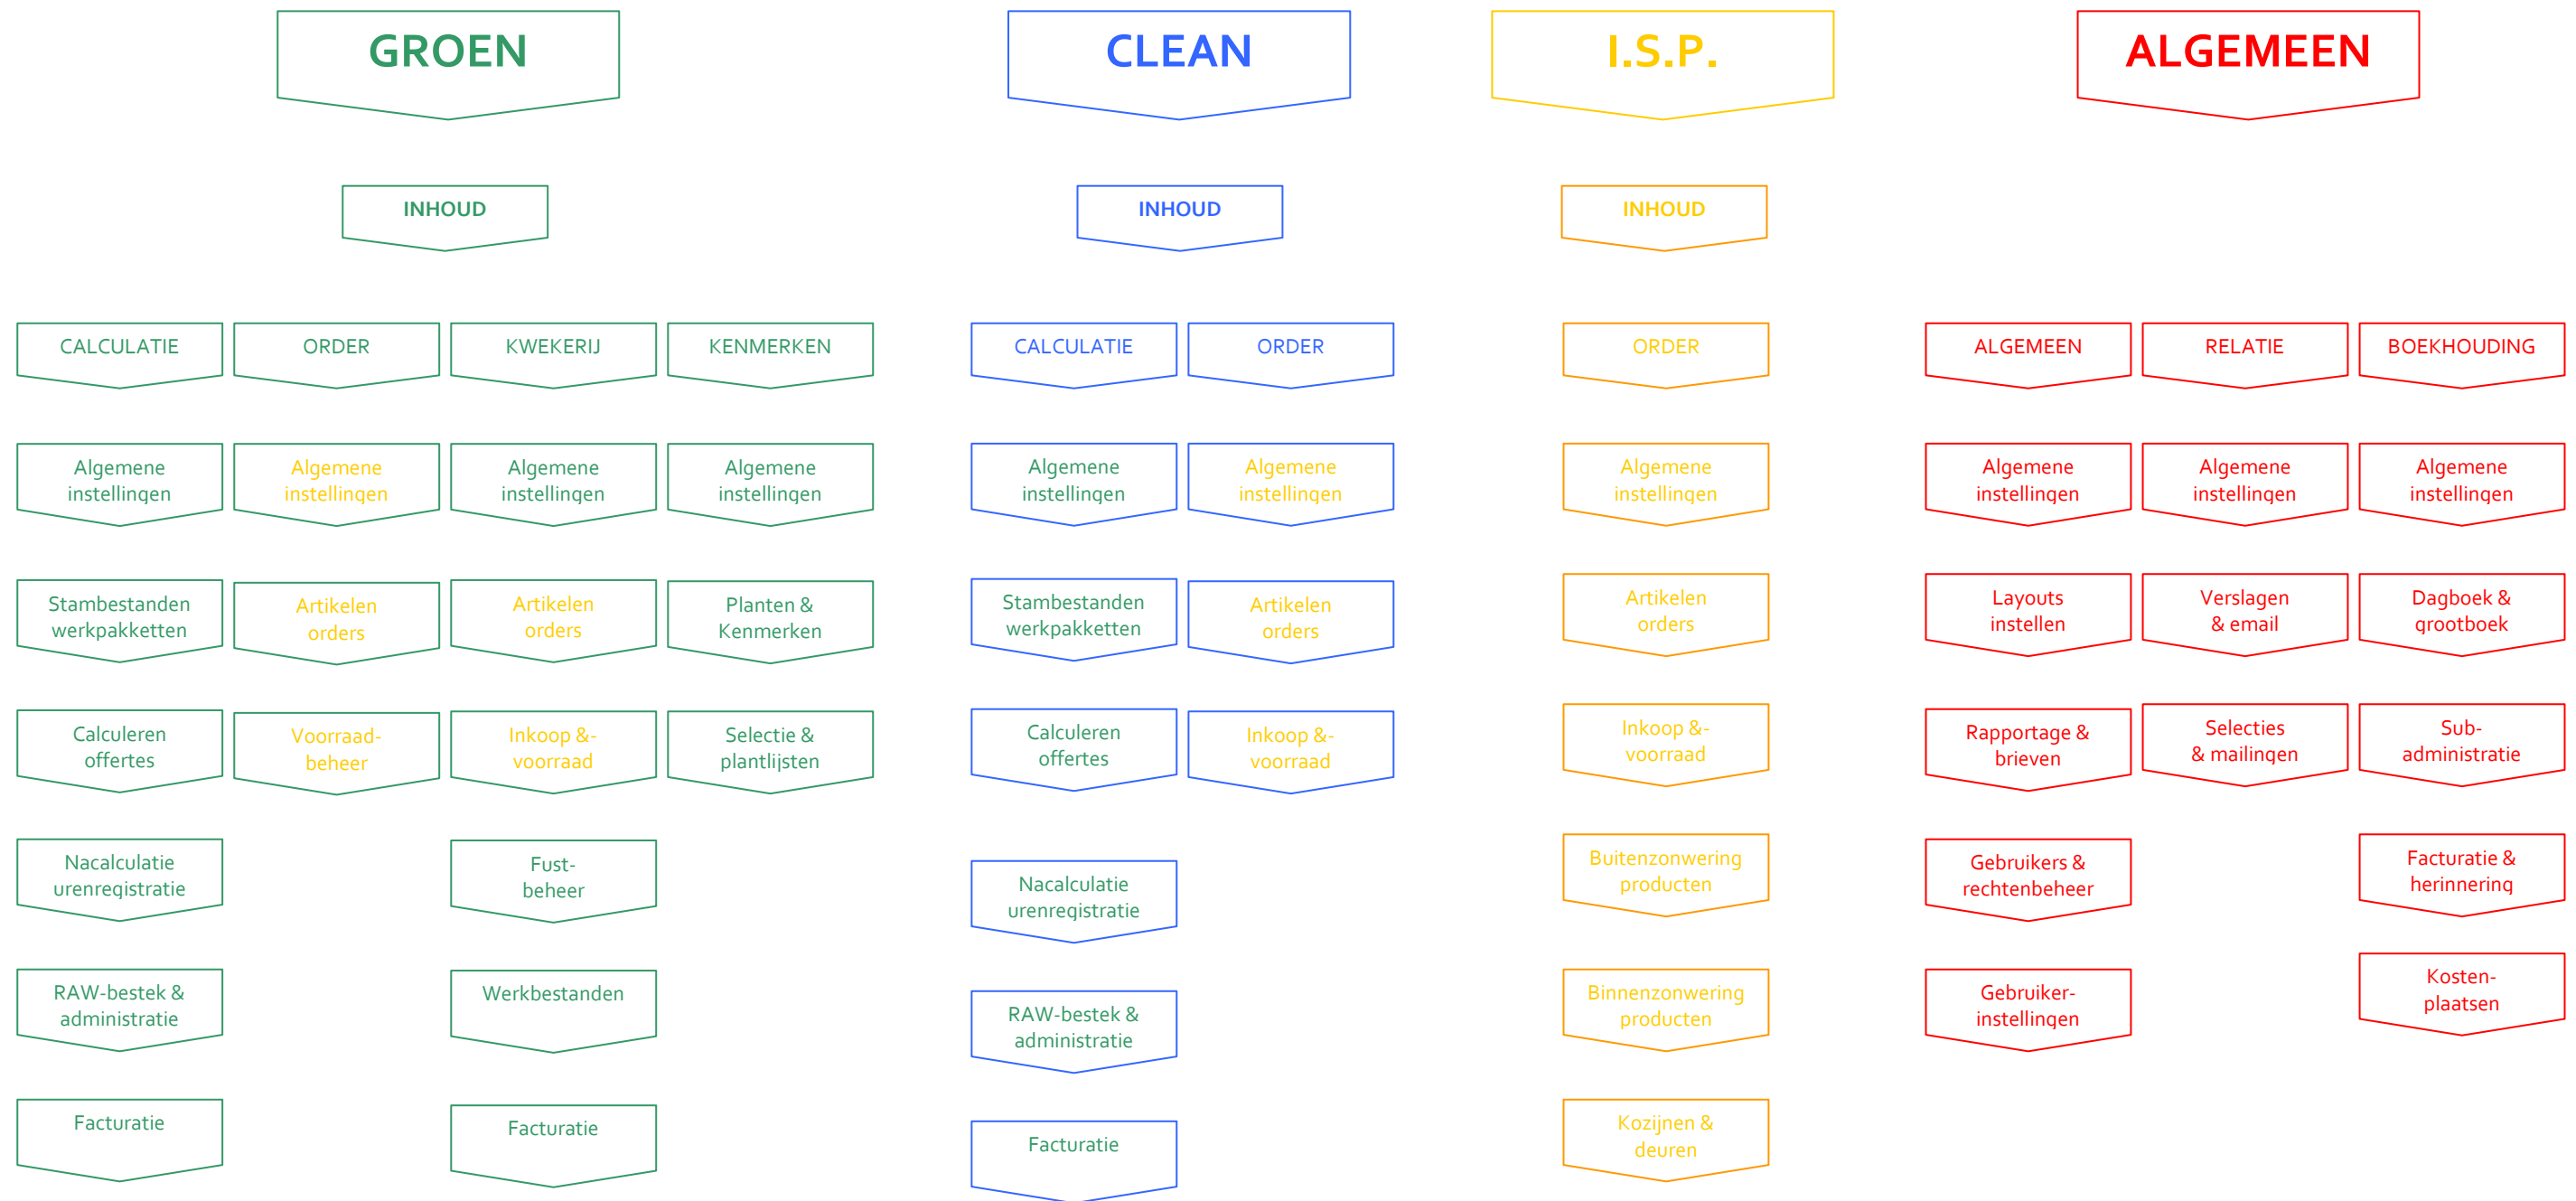 GROEN
CLEAN
I.S.P.
ALGEMEEN
INHOUD
INHOUD
INHOUD
CALCULATIE
ORDER
KWEKERIJ
KENMERKEN
CALCULATIE
ORDER
ORDER
ALGEMEEN
RELATIE
BOEKHOUDING
Algemene
instellingen
Algemene
instellingen
Algemene
instellingen
Algemene
instellingen
Algemene
instellingen
Algemene
instellingen
Algemene
instellingen
Algemene
instellingen
Algemene
instellingen
Algemene
instellingen
Stambestanden
werkpakketten
Artikelen
orders
Artikelen
orders
Planten &
Kenmerken
Stambestanden
werkpakketten
Artikelen
orders
Artikelen
orders
Layouts
instellen
Verslagen
& email
Dagboek &
grootboek
Calculeren
offertes
Voorraad-
beheer
Inkoop &-
voorraad
Selectie &
plantlijsten
Calculeren
offertes
Inkoop &-
voorraad
Inkoop &-
voorraad
Rapportage &
brieven
Selecties
& mailingen
Sub-
administratie
Nacalculatie
urenregistratie
Fust-
beheer
Nacalculatie
urenregistratie
Buitenzonwering
producten
Gebruikers &
rechtenbeheer
Facturatie &
herinnering
RAW-bestek &
administratie
Werkbestanden
RAW-bestek &
administratie
Binnenzonwering
producten
Gebruiker-
instellingen
Kosten-
plaatsen
Facturatie
Facturatie
Facturatie
Kozijnen &
deuren